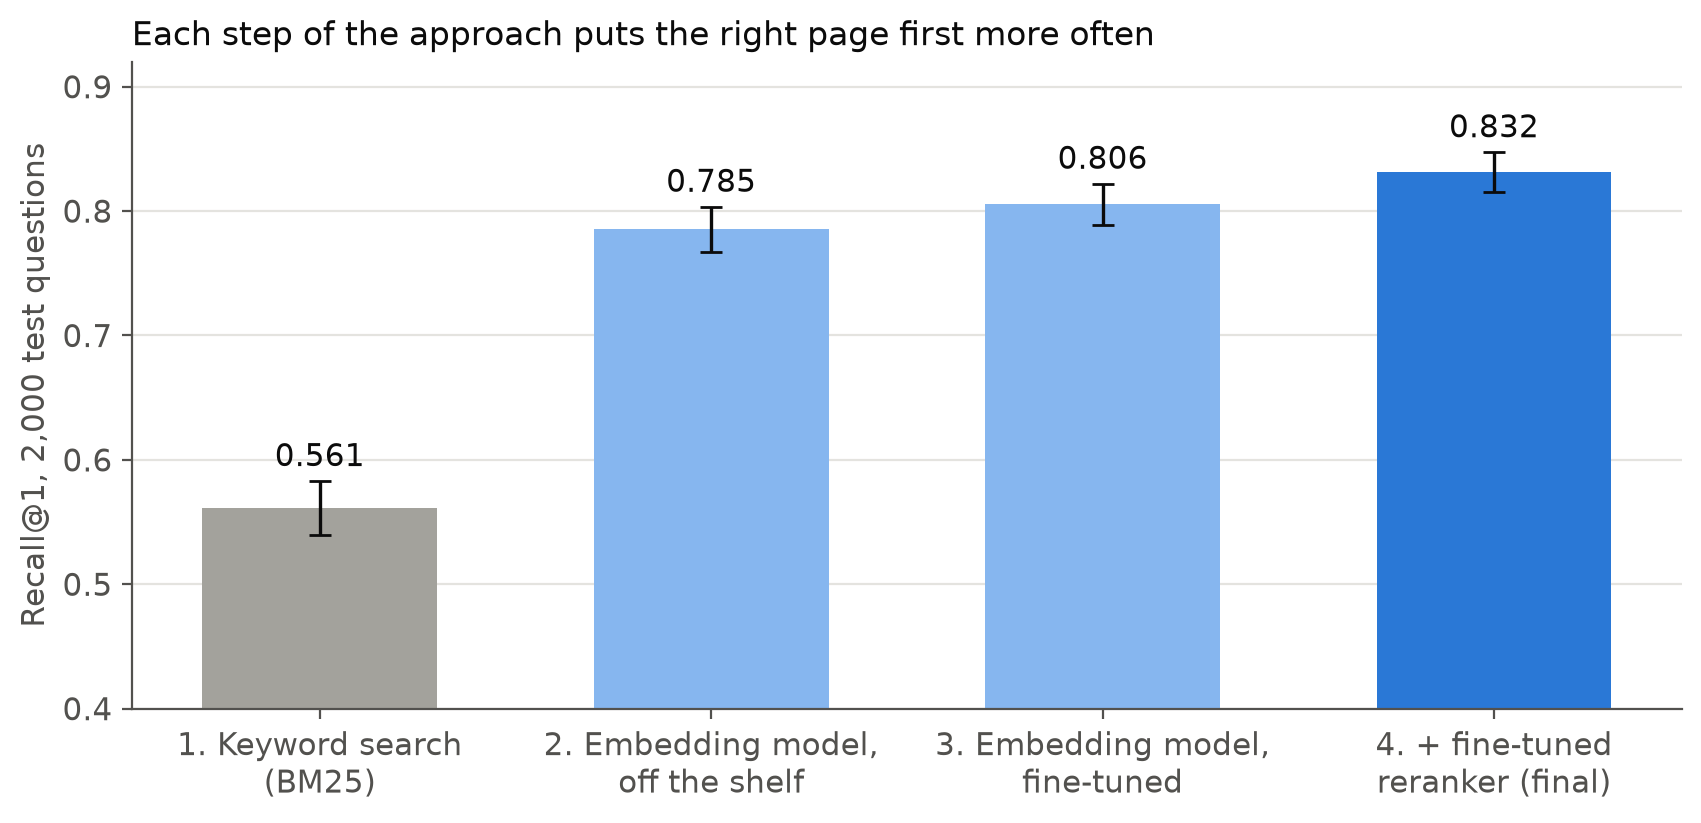 Each step of the approach puts the right page first more often
Recall@1, 2,000 test questions
0.9
0.8
0.7
0.6
0.5
0.4
0.561
0.785
0.806
0.832
1. Keyword search
(BM25)
2. Embedding model,
off the shelf
3. Embedding model,
fine-tuned
4. + fine-tuned
reranker (final)